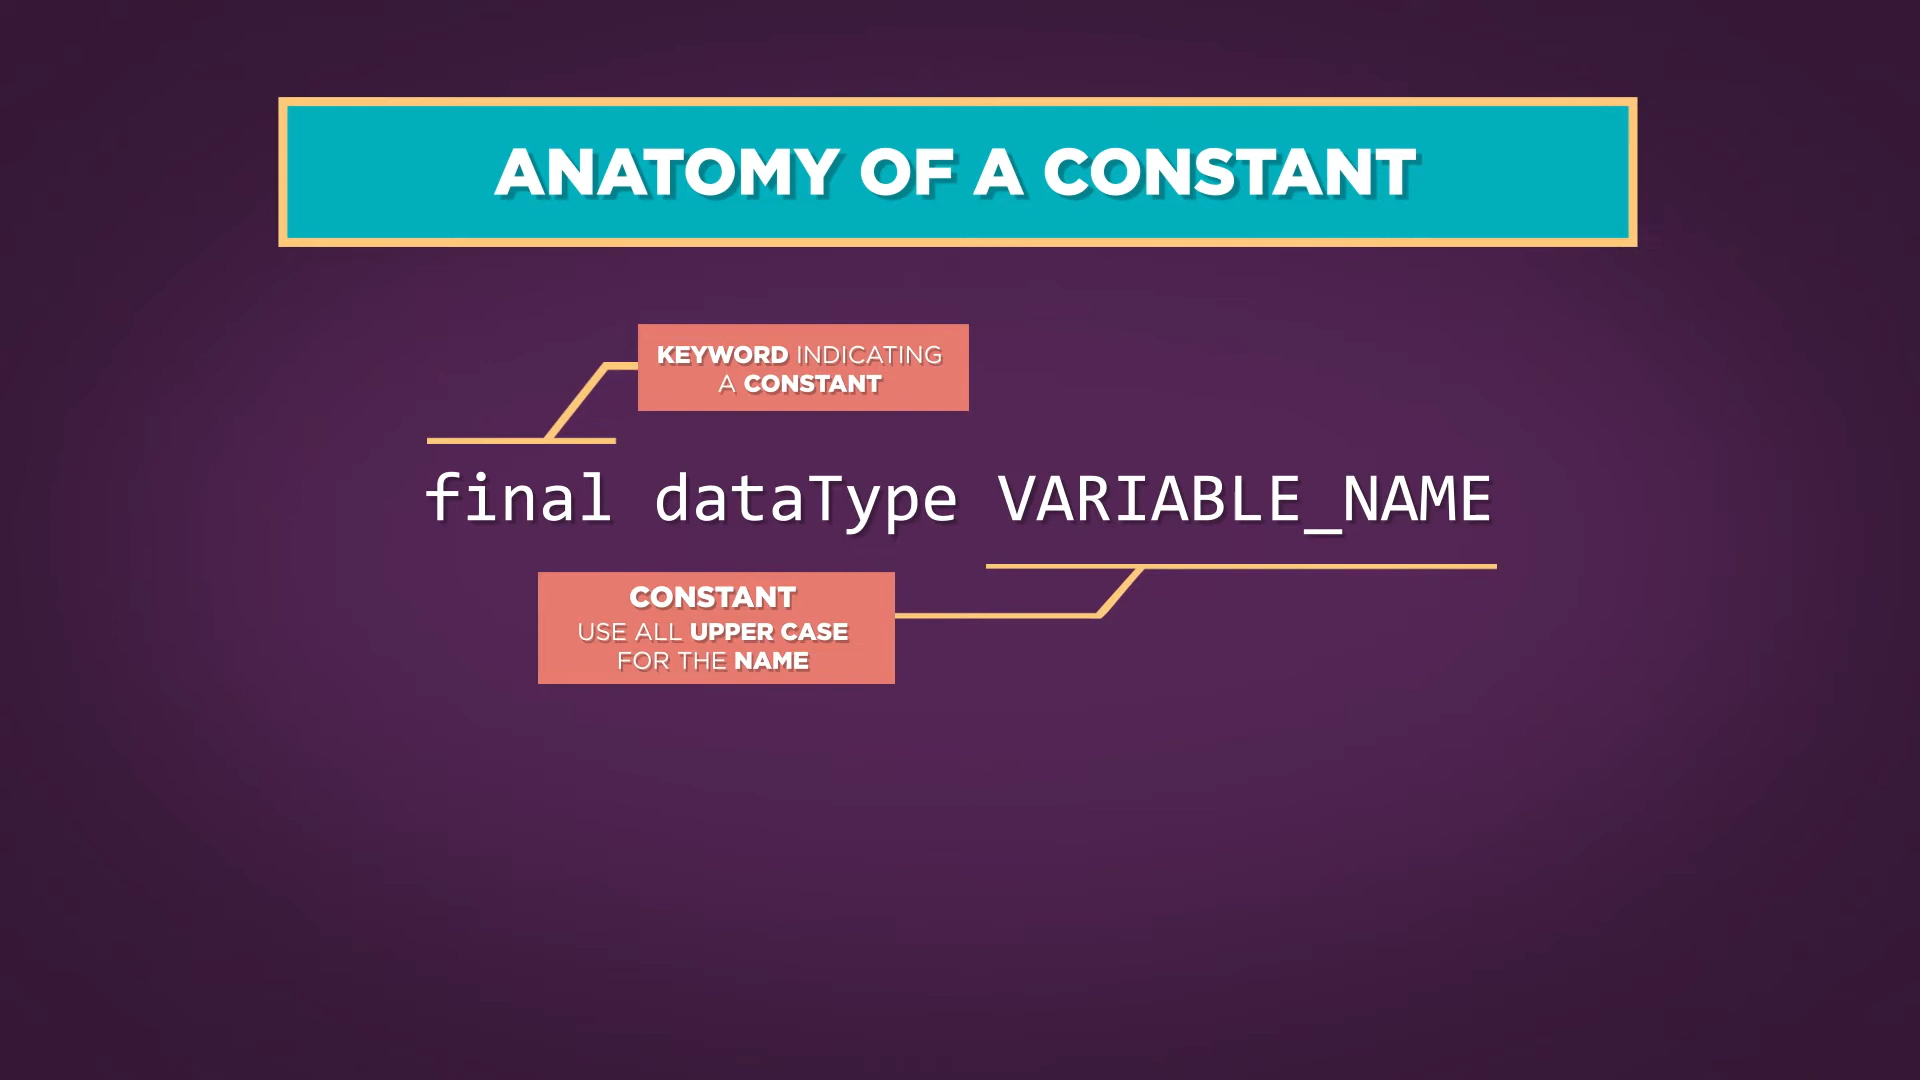 ANATOMY OF A CONSTANT
KEYWORD INDICATING
A CONSTANT
final dataType VARIABLE_NAME
CONSTANT
USE ALL UPPER CASE
FOR THE NAME